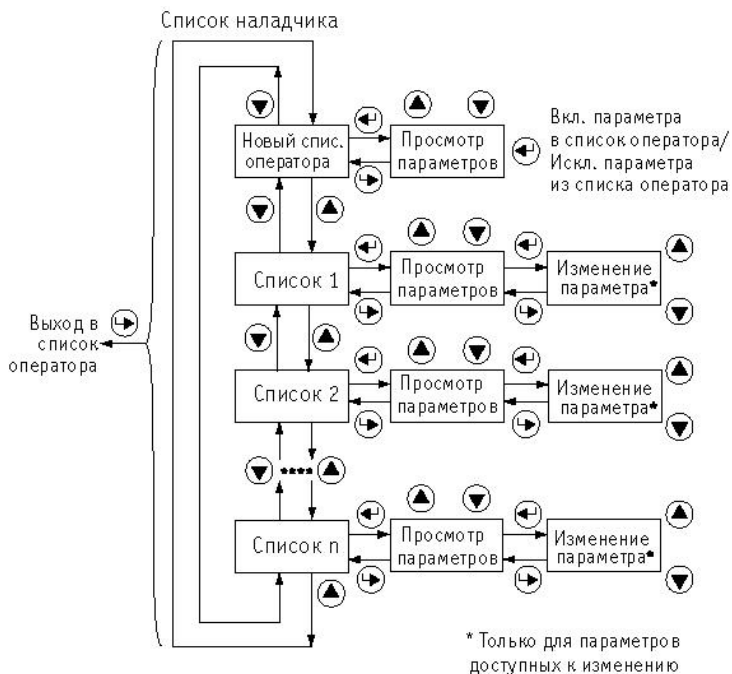 Список наладчика
Новый спис.
оператора
Просмотр
параметров
Вкл. параметра
в список оператора/
Искл. параметра
из списка оператора
Список 1
Просмотр
параметров
Изменение
параметра*
Выход в
список
оператора
Список 2
Просмотр
параметров
Изменение
параметра*
****
Список n
Просмотр
параметров
Изменение
параметра*
* Только для параметров
доступных к изменению